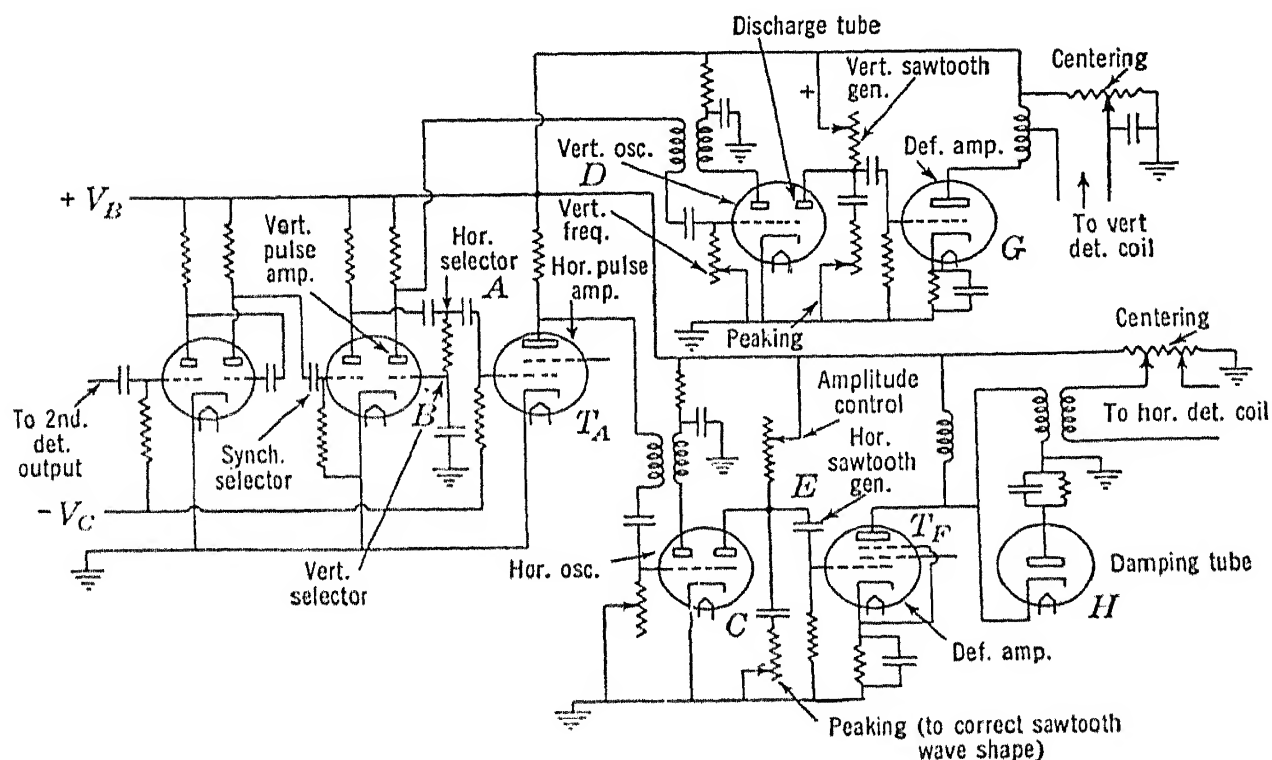 Discharge tube
Vert. sawtooth
gen.
Centering
+
Vert. osc.
D
Def. amp.
+ V_B
Vert.
pulse
amp.
Hor.
selector
A
Vert.
freq.
Hor. pulse
amp.
G
To vert
det. coil
Peaking
Centering
To 2nd.
det.
output
Synch.
selector
B
T_A
Amplitude
control
Hor.
sawtooth
gen.
To hor. det. coil
E
- V_C
T_F
Vert.
selector
Hor. osc.
C
Damping tube
H
Def. amp.
Peaking (to correct sawtooth
wave shape)